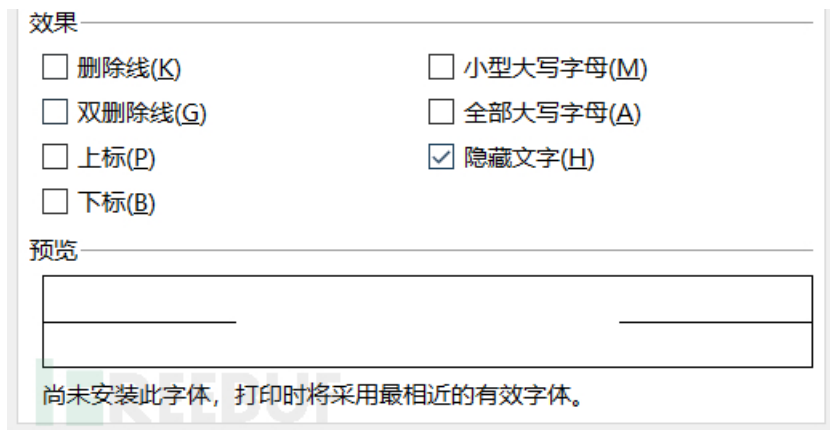 效果
删除线(K) 小型大写字母(M)
双删除线(G) 全部大写字母(A)
上标(P) 隐藏文字(H)
下标(B)
预览
尚未安装此字体，打印时将采用最相近的有效字体。
FREEBUF